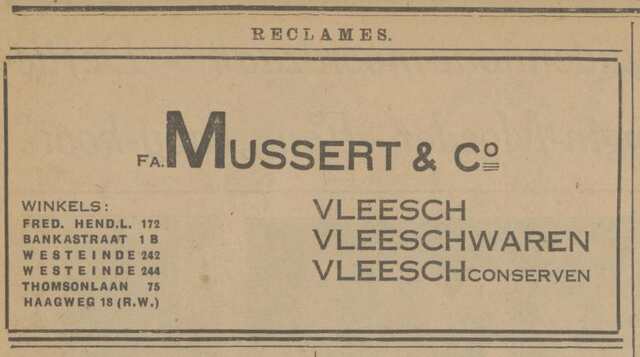 RECLAMES.
FA. MUSSERT & Cº
WINKELS:
FRED. HEND.L. 172
BANKASTRAAT 1 B
WESTEINDE 242
WESTEINDE 244
THOMSONLAAN 75
HAAGWEG 18 (R.W.)
VLEESCH
VLEESCHWAREN
VLEESCHCONSERVEN